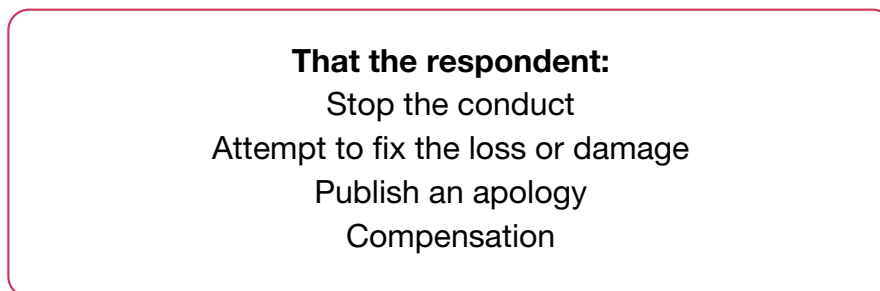 That the respondent:
Stop the conduct
Attempt to fix the loss or damage
Publish an apology
Compensation